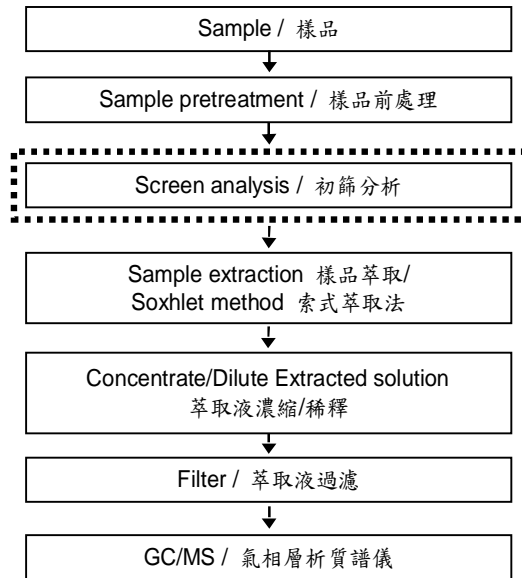 Sample / 樣品
Sample pretreatment / 樣品前處理
Screen analysis / 初篩分析
Sample extraction 樣品萃取/
Soxhlet method 索式萃取法
Concentrate/Dilute Extracted solution
萃取液濃縮/稀釋
Filter / 萃取液過濾
GC/MS / 氣相層析質譜儀